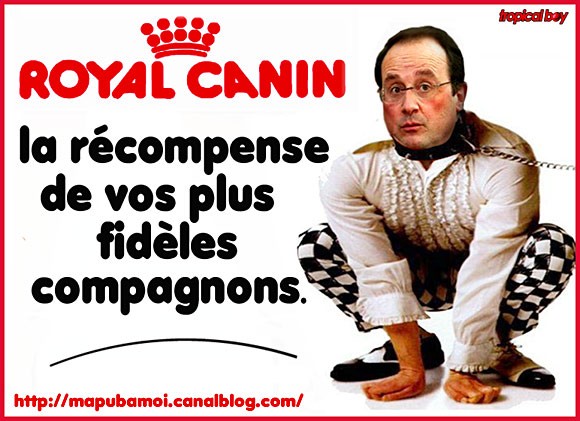 tropical boy
ROYAL CANIN
la récompense
de vos plus
fidèles
compagnons.
http://mapubamoi.canalblog.com/